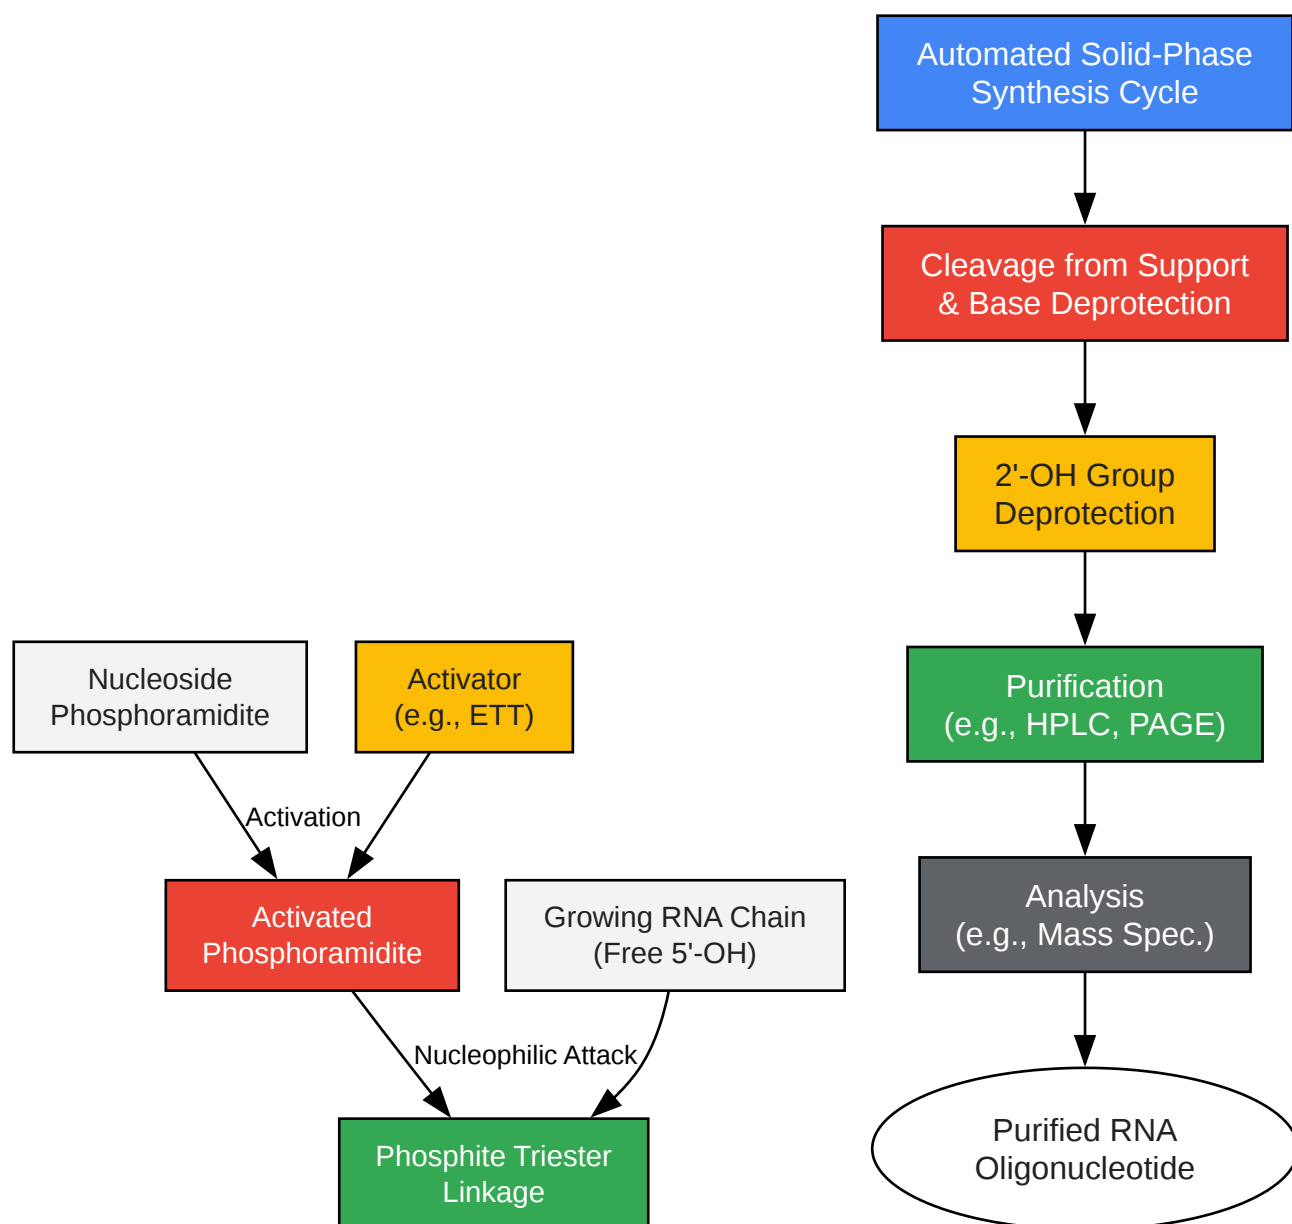 Automated Solid-Phase
Synthesis Cycle
Cleavage from Support
& Base Deprotection
2'-OH Group
Deprotection
Purification
(e.g., HPLC, PAGE)
Analysis
(e.g., Mass Spec.)
Purified RNA
Oligonucleotide
Nucleoside
Phosphoramidite
Activator
(e.g., ETT)
Activation
Activated
Phosphoramidite
Growing RNA Chain
(Free 5'-OH)
Nucleophilic Attack
Phosphite Triester
Linkage